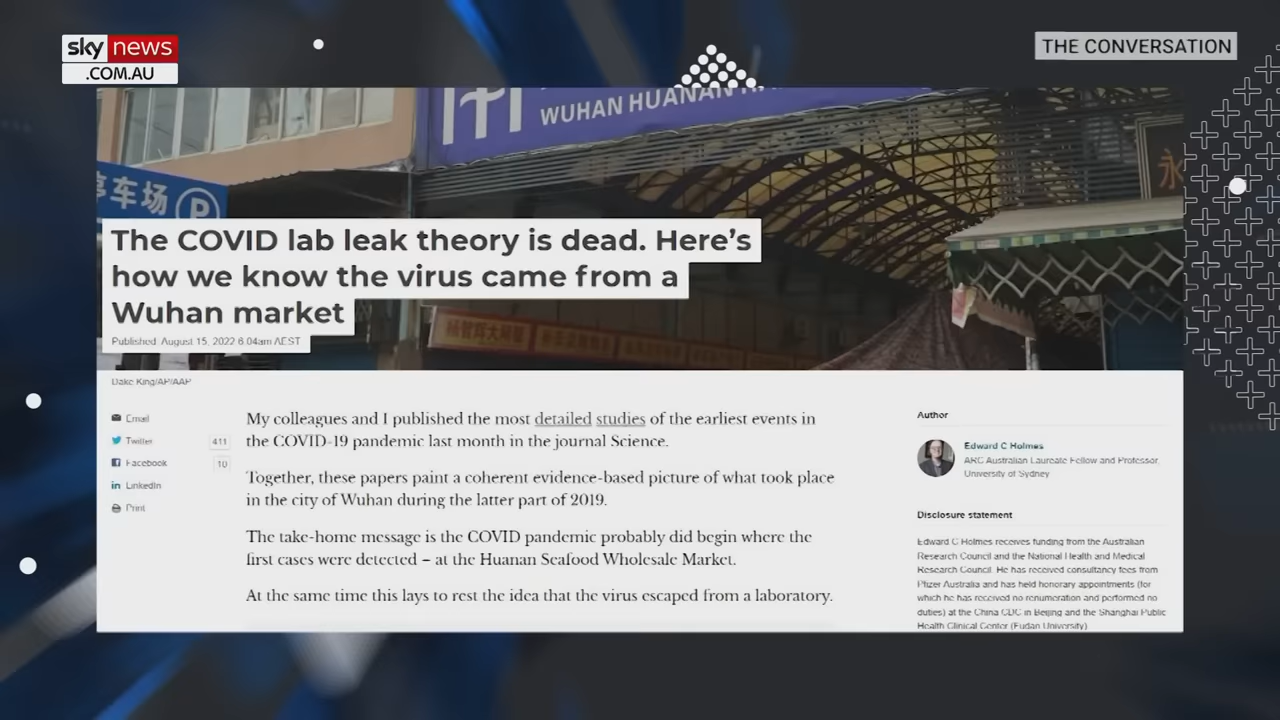 sky news
.COM.AU
THE CONVERSATION
WUHAN HUANAN
停车场 P
永
The COVID lab leak theory is dead. Here's
how we know the virus came from a
Wuhan market
Published August 15, 2022 6.04am AEST
Dake King/AP/AAP
Email
Twitter 411
Facebook 10
LinkedIn
Print
My colleagues and I published the most detailed studies of the earliest events in
the COVID-19 pandemic last month in the journal Science.
Together, these papers paint a coherent evidence-based picture of what took place
in the city of Wuhan during the latter part of 2019.
The take-home message is the COVID pandemic probably did begin where the
first cases were detected – at the Huanan Seafood Wholesale Market.
At the same time this lays to rest the idea that the virus escaped from a laboratory.
Author
Edward C Holmes
ARC Australian Laureate Fellow and Professor,
University of Sydney
Disclosure statement
Edward C Holmes receives funding from the Australian
Research Council and the National Health and Medical
Research Council. He has received consultancy fees from
Pfizer Australia and has held honorary appointments (for
which he has received no renumeration and performed no
duties) at the China CDC in Beijing and the Shanghai Public
Health Clinical Center (Fudan University)